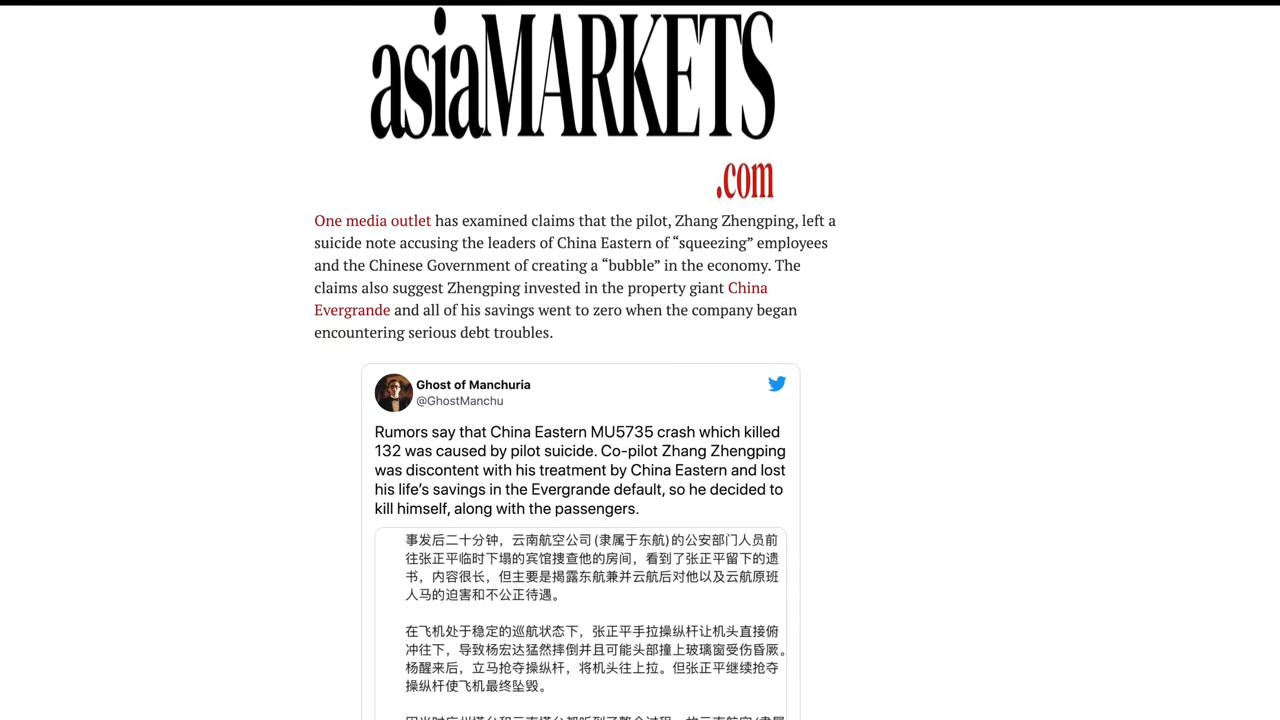 asiaMARKETS
.com
One media outlet has examined claims that the pilot, Zhang Zhengping, left a
suicide note accusing the leaders of China Eastern of “squeezing” employees
and the Chinese Government of creating a “bubble” in the economy. The
claims also suggest Zhengping invested in the property giant China
Evergrande and all of his savings went to zero when the company began
encountering serious debt troubles.
Ghost of Manchuria
@GhostManchu
Rumors say that China Eastern MU5735 crash which killed
132 was caused by pilot suicide. Co-pilot Zhang Zhengping
was discontent with his treatment by China Eastern and lost
his life’s savings in the Evergrande default, so he decided to
kill himself, along with the passengers.
事发后二十分钟，云南航空公司(隶属于东航)的公安部门人员前
往张正平临时下塌的宾馆搜查他的房间，看到了张正平留下的遗
书，内容很长，但主要是揭露东航兼并云航后对他以及云航原班
人马的迫害和不公正待遇。
在飞机处于稳定的巡航状态下，张正平手拉操纵杆让机头直接俯
冲往下，导致杨宏达猛然摔倒并且可能头部撞上玻璃窗受伤昏厥。
杨醒来后，立马抢夺操纵杆，将机头往上拉。但张正平继续抢夺
操纵杆使飞机最终坠毁。